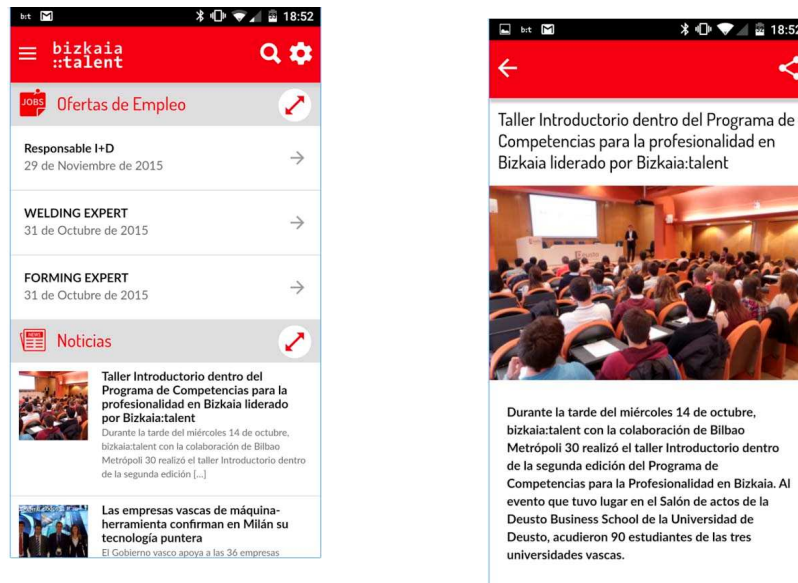 b:t 18:52
bizkaia
::talent
JOBS Ofertas de Empleo
Responsable I+D
29 de Noviembre de 2015
WELDING EXPERT
31 de Octubre de 2015
FORMING EXPERT
31 de Octubre de 2015
NEWS Noticias
Taller Introductorio dentro del
Programa de Competencias para la
profesionalidad en Bizkaia liderado
por Bizkaia:talent
Durante la tarde del miércoles 14 de octubre,
bizkaia:talent con la colaboración de Bilbao
Metrópoli 30 realizó el taller Introductorio dentro
de la segunda edición [...]
Las empresas vascas de máquina-
herramienta confirman en Milán su
tecnología puntera
El Gobierno vasco apoya a las 36 empresas
b:t 18:52
Taller Introductorio dentro del Programa de
Competencias para la profesionalidad en
Bizkaia liderado por Bizkaia:talent
Deusto
Durante la tarde del miércoles 14 de octubre,
bizkaia:talent con la colaboración de Bilbao
Metrópoli 30 realizó el taller Introductorio dentro
de la segunda edición del Programa de
Competencias para la Profesionalidad en Bizkaia. Al
evento que tuvo lugar en el Salón de actos de la
Deusto Business School de la Universidad de
Deusto, acudieron 90 estudiantes de las tres
universidades vascas.